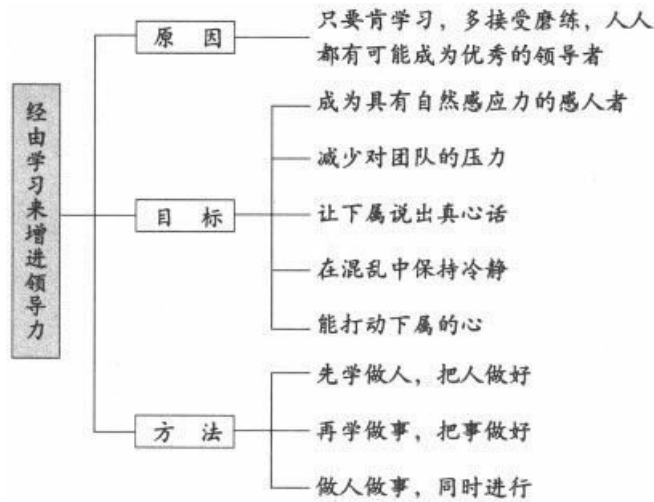 经由学习来增进领导力
原 因
只要肯学习，多接受磨练，人人
都有可能成为优秀的领导者
目 标
成为具有自然感应力的感人者
减少对团队的压力
让下属说出真心话
在混乱中保持冷静
能打动下属的心
方 法
先学做人，把人做好
再学做事，把事做好
做人做事，同时进行